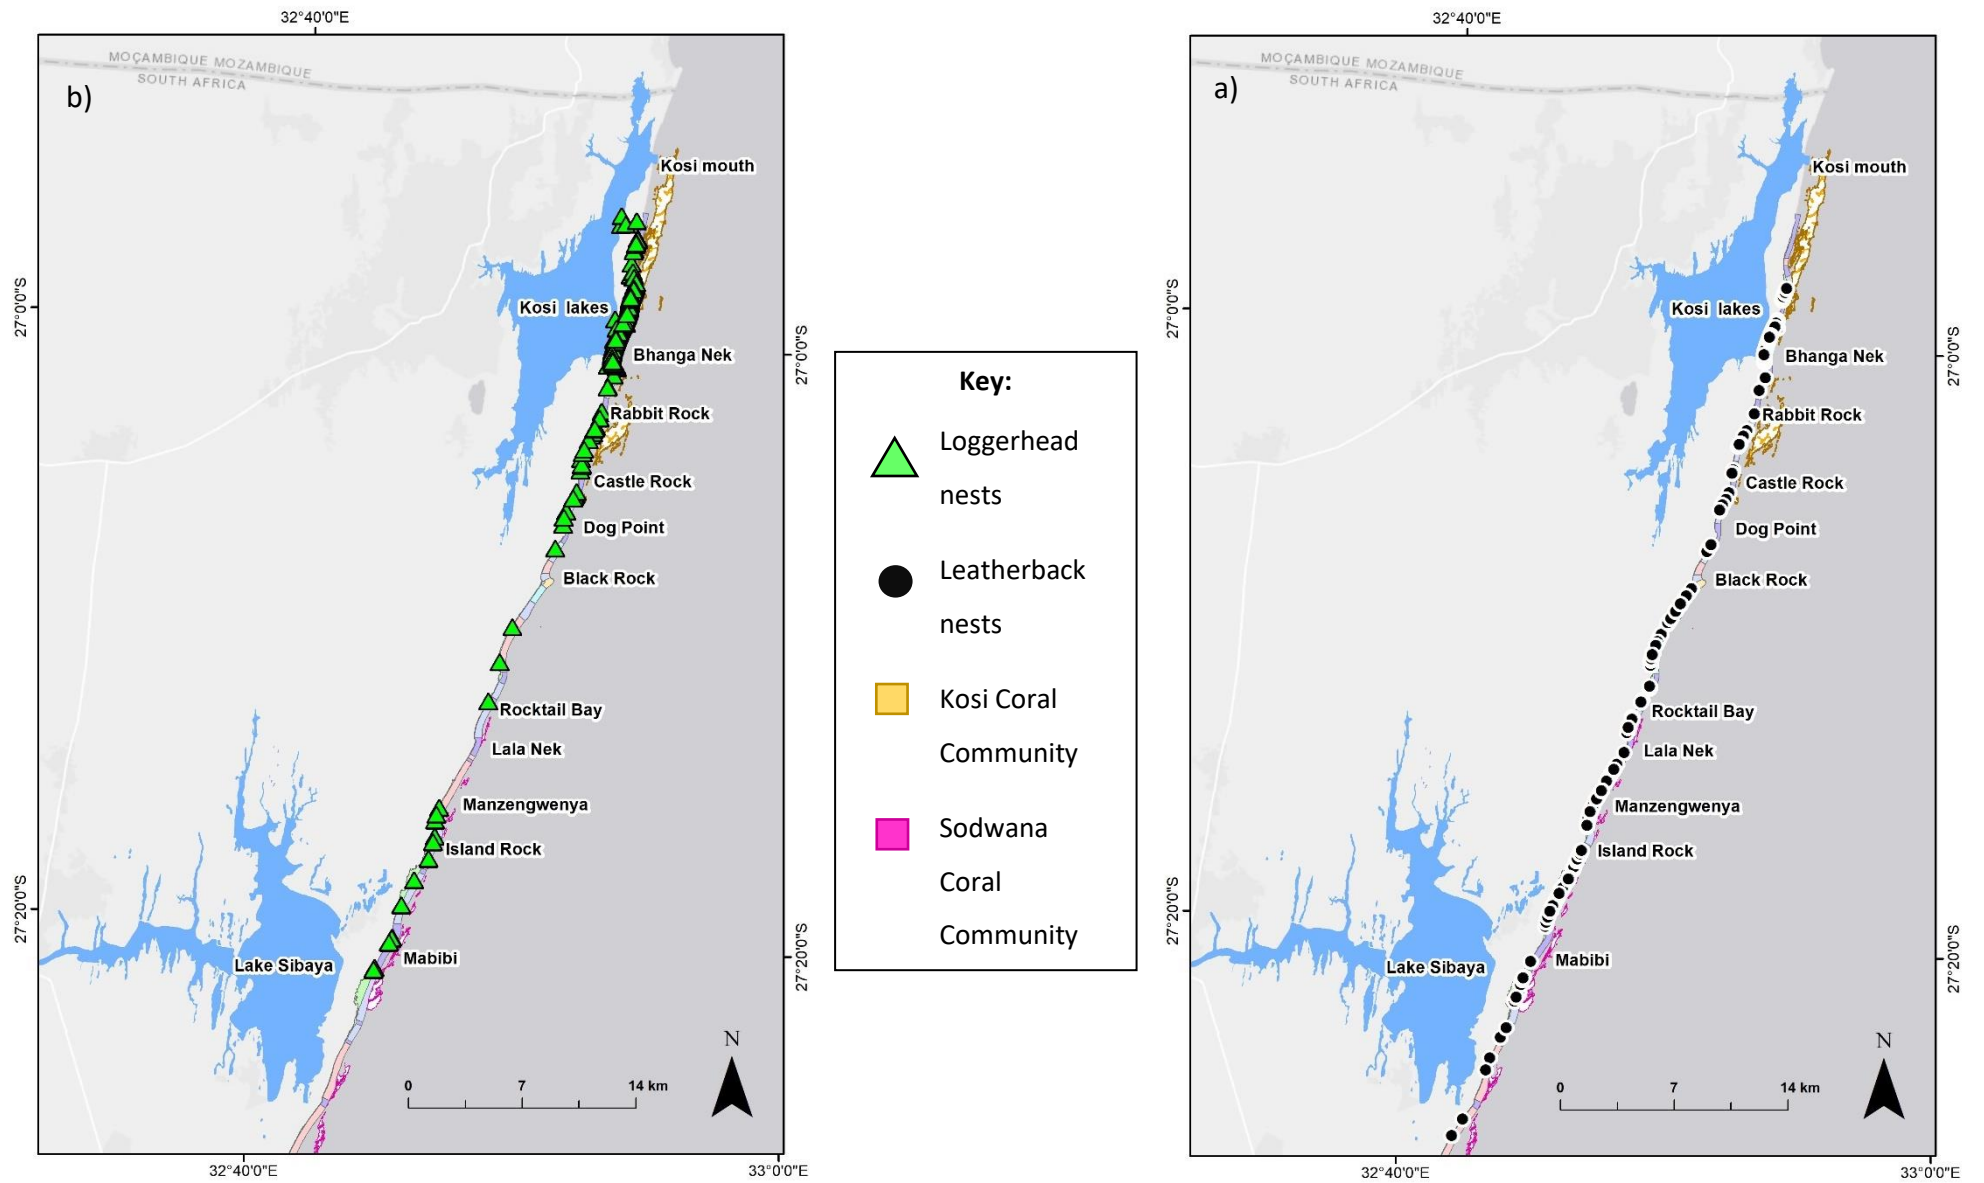 32°40'0"E
b)
MOÇAMBIQUE MOZAMBIQUE
SOUTH AFRICA
Kosi mouth
27°0'0"S
Kosi lakes
Bhanga Nek
27°0'0"S
Rabbit Rock
Castle Rock
Dog Point
Black Rock
Rocktail Bay
Lala Nek
Manzengwenya
Island Rock
27°20'0"S
Mabibi
Lake Sibaya
27°20'0"S
N
0 7 14 km
32°40'0"E
33°0'0"E
Key:
Loggerhead
nests
Leatherback
nests
Kosi Coral
Community
Sodwana
Coral
Community
32°40'0"E
a)
MOÇAMBIQUE MOZAMBIQUE
SOUTH AFRICA
Kosi mouth
27°0'0"S
Kosi lakes
Bhanga Nek
27°0'0"S
Rabbit Rock
Castle Rock
Dog Point
Black Rock
Rocktail Bay
Lala Nek
Manzengwenya
Island Rock
27°20'0"S
Mabibi
Lake Sibaya
27°20'0"S
N
0 7 14 km
32°40'0"E
33°0'0"E